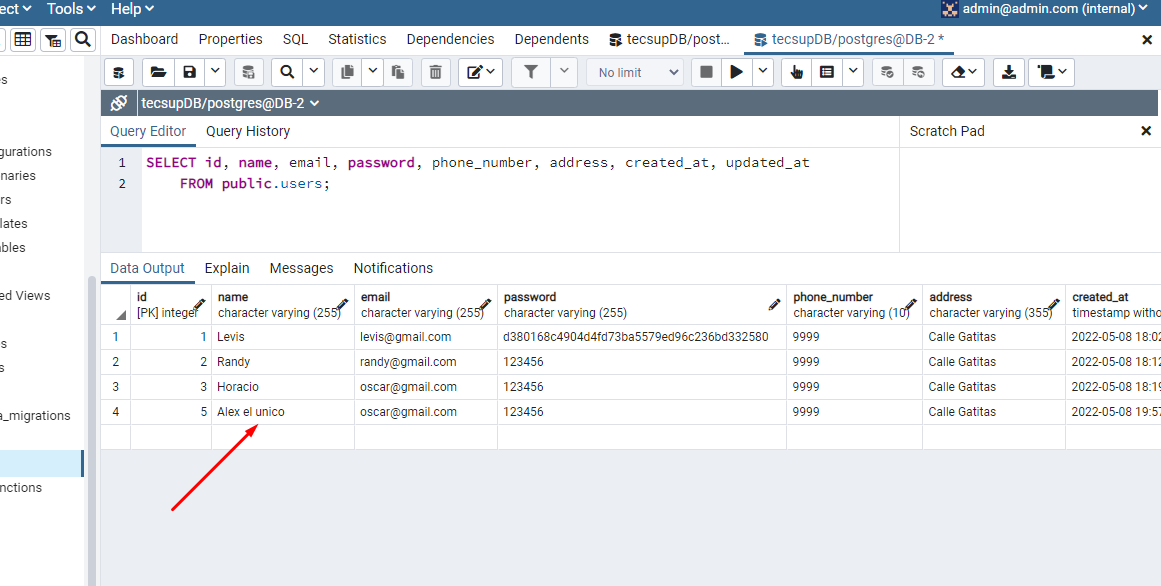 ect Tools Help admin@admin.com (internal)
Dashboard Properties SQL Statistics Dependencies Dependents tecsupDB/post... tecsupDB/postgres@DB-2 *
No limit
tecsupDB/postgres@DB-2
Query Editor Query History Scratch Pad
1 SELECT id, name, email, password, phone_number, address, created_at, updated_at
2 FROM public.users;
Data Output Explain Messages Notifications
id name email password phone_number address created_at
[PK] integer character varying (255) character varying (255) character varying (255) character varying (10) character varying (355) timestamp witho
1 1 Levis levis@gmail.com d380168c4904d4fd73ba5579ed96c236bd332580 9999 Calle Gatitas 2022-05-08 18:02
2 2 Randy randy@gmail.com 123456 9999 Calle Gatitas 2022-05-08 18:12
3 3 Horacio oscar@gmail.com 123456 9999 Calle Gatitas 2022-05-08 18:19
4 5 Alex el unico oscar@gmail.com 123456 9999 Calle Gatitas 2022-05-08 19:57
es
gurations
naries
rs
lates
ables
ed Views
es
s
a_migrations
nctions